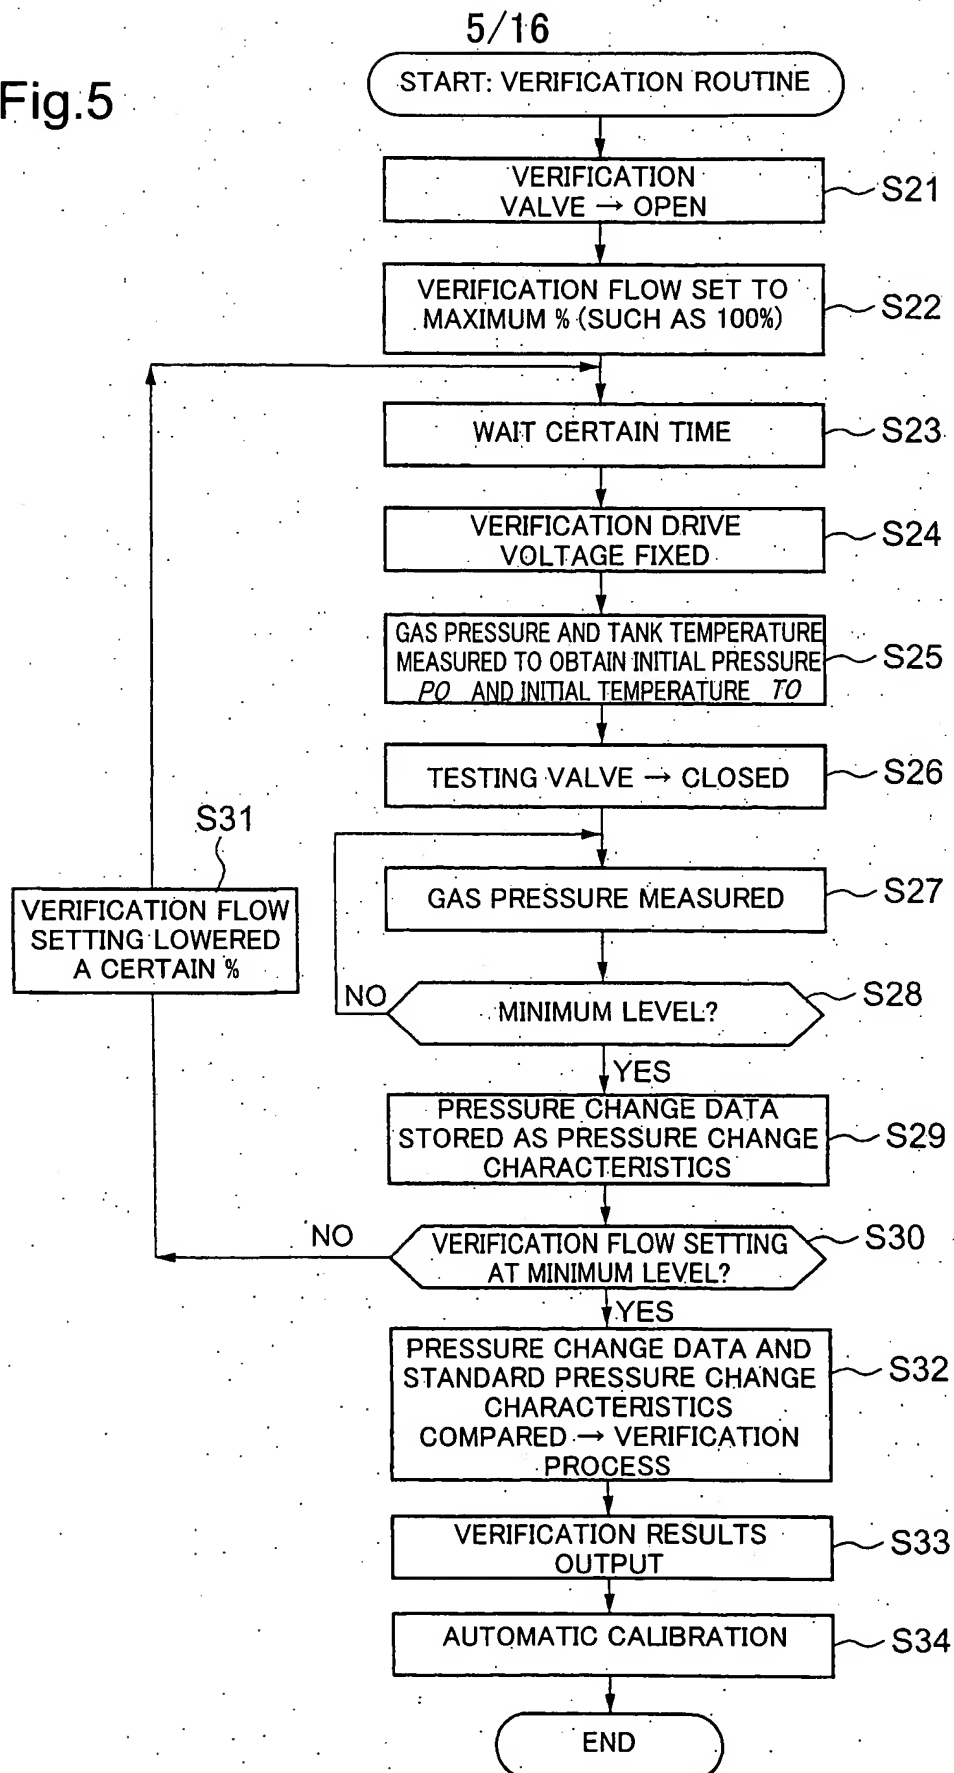 5/16
Fig.5
START: VERIFICATION ROUTINE
VERIFICATION
VALVE → OPEN
S21
VERIFICATION FLOW SET TO
MAXIMUM % (SUCH AS 100%)
S22
WAIT CERTAIN TIME
S23
VERIFICATION DRIVE
VOLTAGE FIXED
S24
GAS PRESSURE AND TANK TEMPERATURE
MEASURED TO OBTAIN INITIAL PRESSURE
PO AND INITIAL TEMPERATURE TO
S25
TESTING VALVE → CLOSED
S26
S31
VERIFICATION FLOW
SETTING LOWERED
A CERTAIN %
GAS PRESSURE MEASURED
S27
NO
MINIMUM LEVEL?
S28
YES
PRESSURE CHANGE DATA
STORED AS PRESSURE CHANGE
CHARACTERISTICS
S29
NO
VERIFICATION FLOW SETTING
AT MINIMUM LEVEL?
S30
YES
PRESSURE CHANGE DATA AND
STANDARD PRESSURE CHANGE
CHARACTERISTICS
COMPARED → VERIFICATION
PROCESS
S32
VERIFICATION RESULTS
OUTPUT
S33
AUTOMATIC CALIBRATION
S34
END